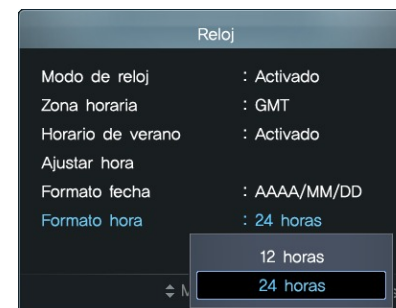 Reloj
Modo de reloj : Activado
Zona horaria : GMT
Horario de verano : Activado
Ajustar hora
Formato fecha : AAAA/MM/DD
Formato hora : 24 horas
12 horas
24 horas